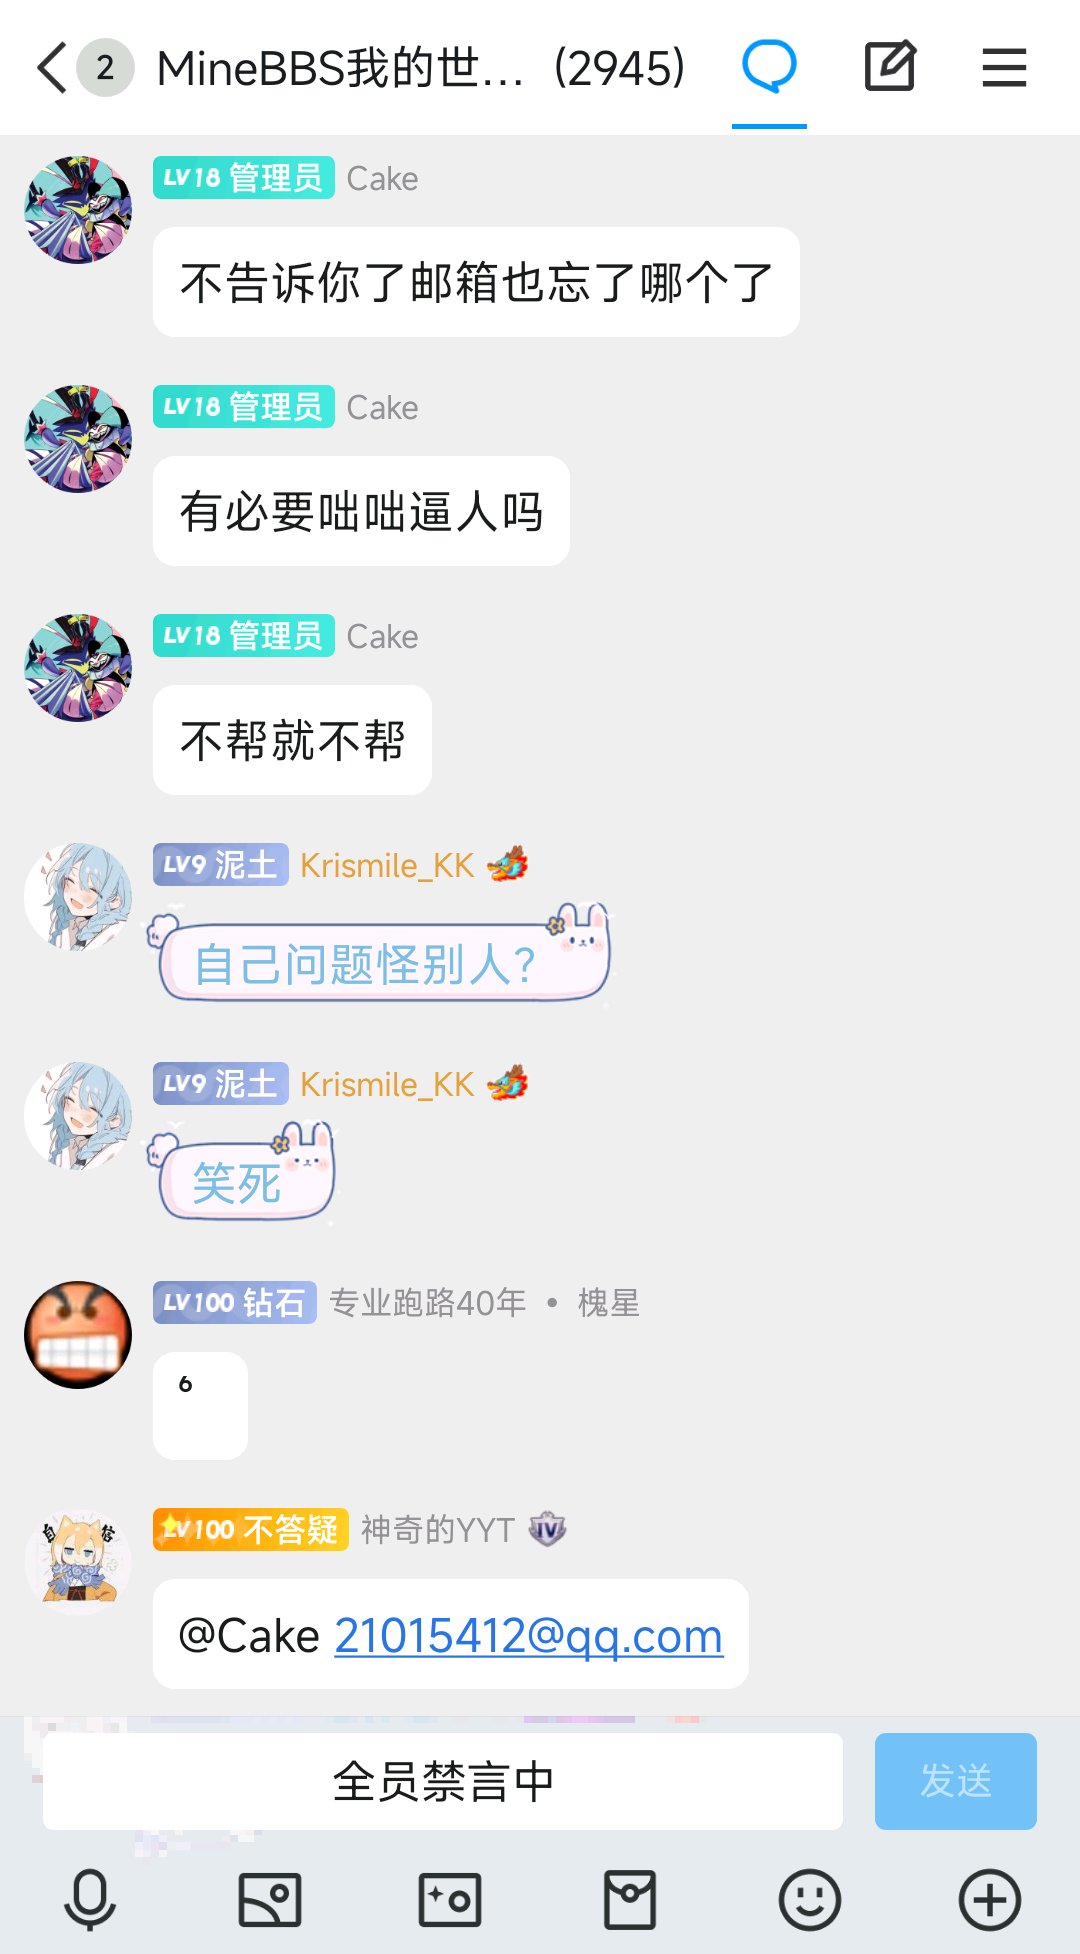 2 MineBBS我的世... (2945)
LV18 管理员 Cake
不告诉你了邮箱也忘了哪个了
LV18 管理员 Cake
有必要咄咄逼人吗
LV18 管理员 Cake
不帮就不帮
LV9 泥土 Krismile_KK
自己问题怪别人？
LV9 泥土 Krismile_KK
笑死
LV100 钻石 专业跑路40年 • 槐星
6
LV100 不答疑 神奇的YYT IV
@Cake 21015412@qq.com
全员禁言中
发送